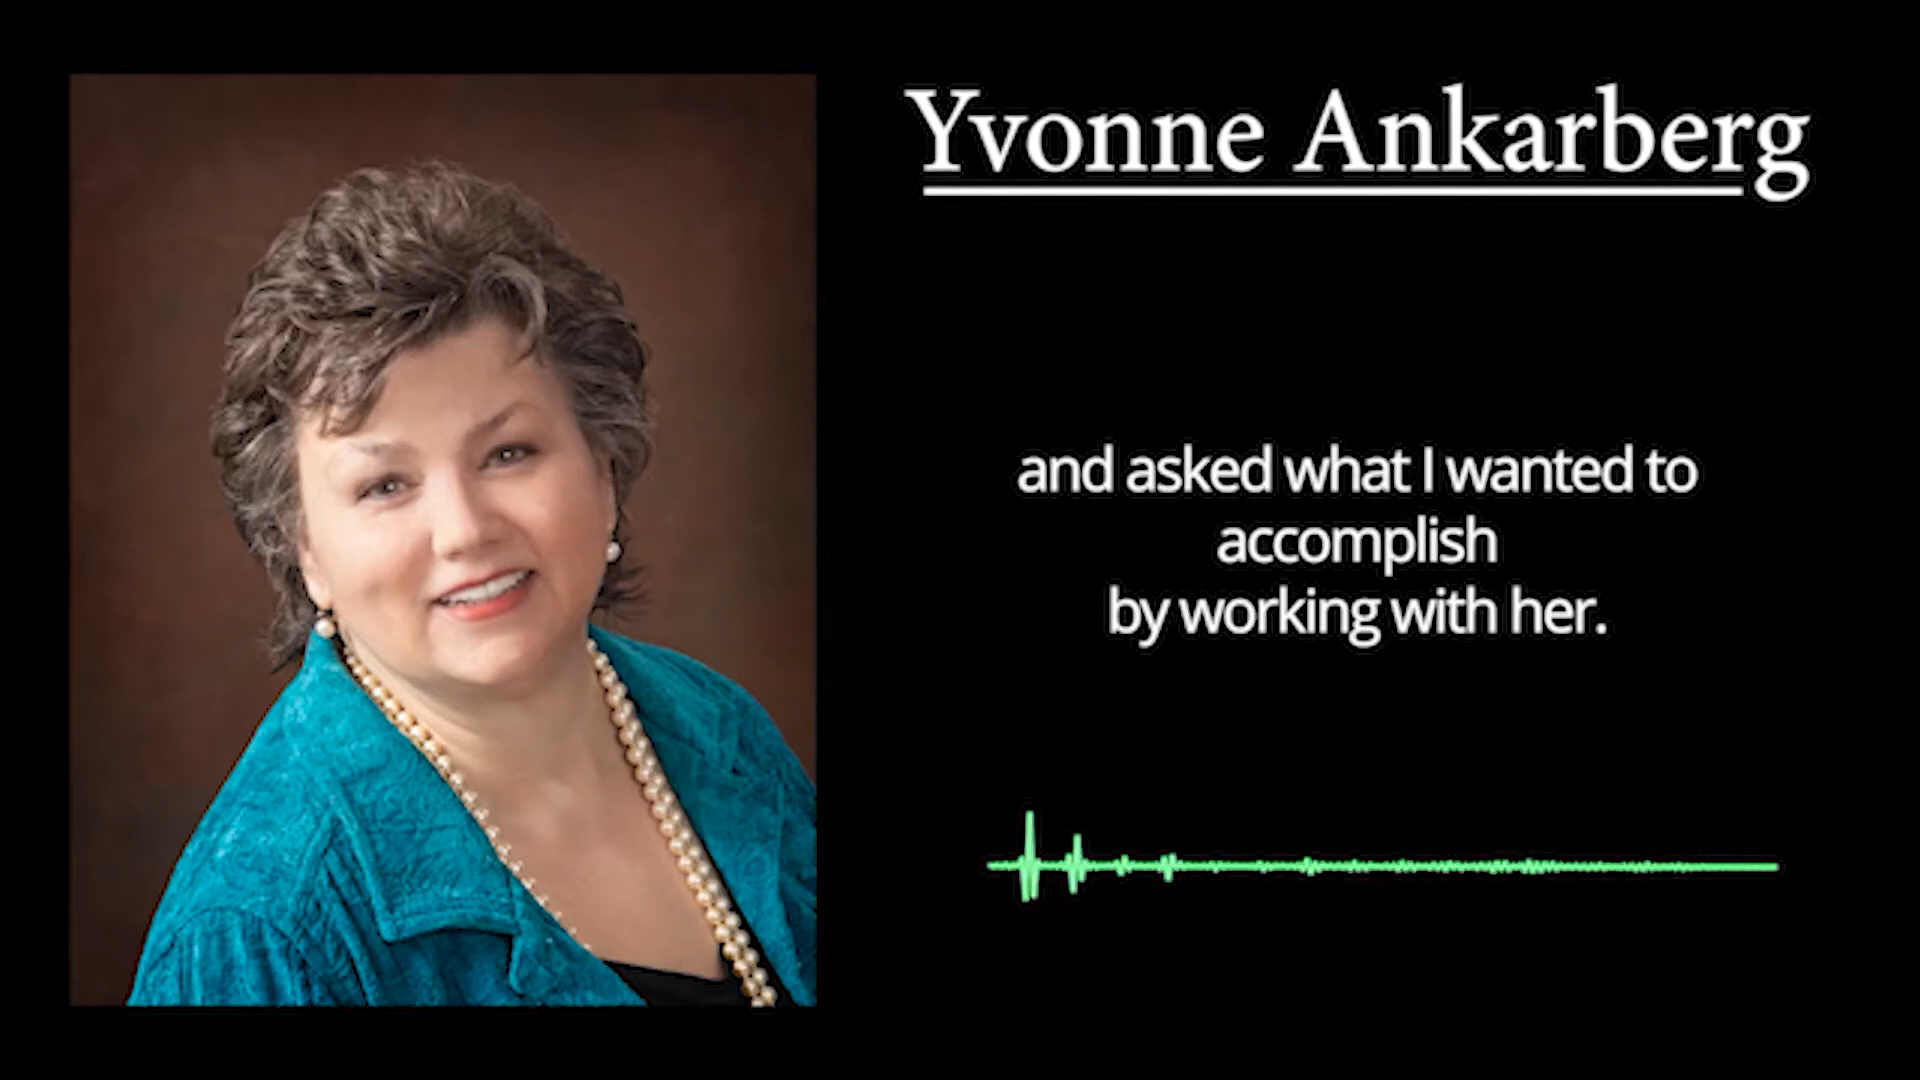 Yvonne Ankarberg
and asked what I wanted to
accomplish
by working with her.